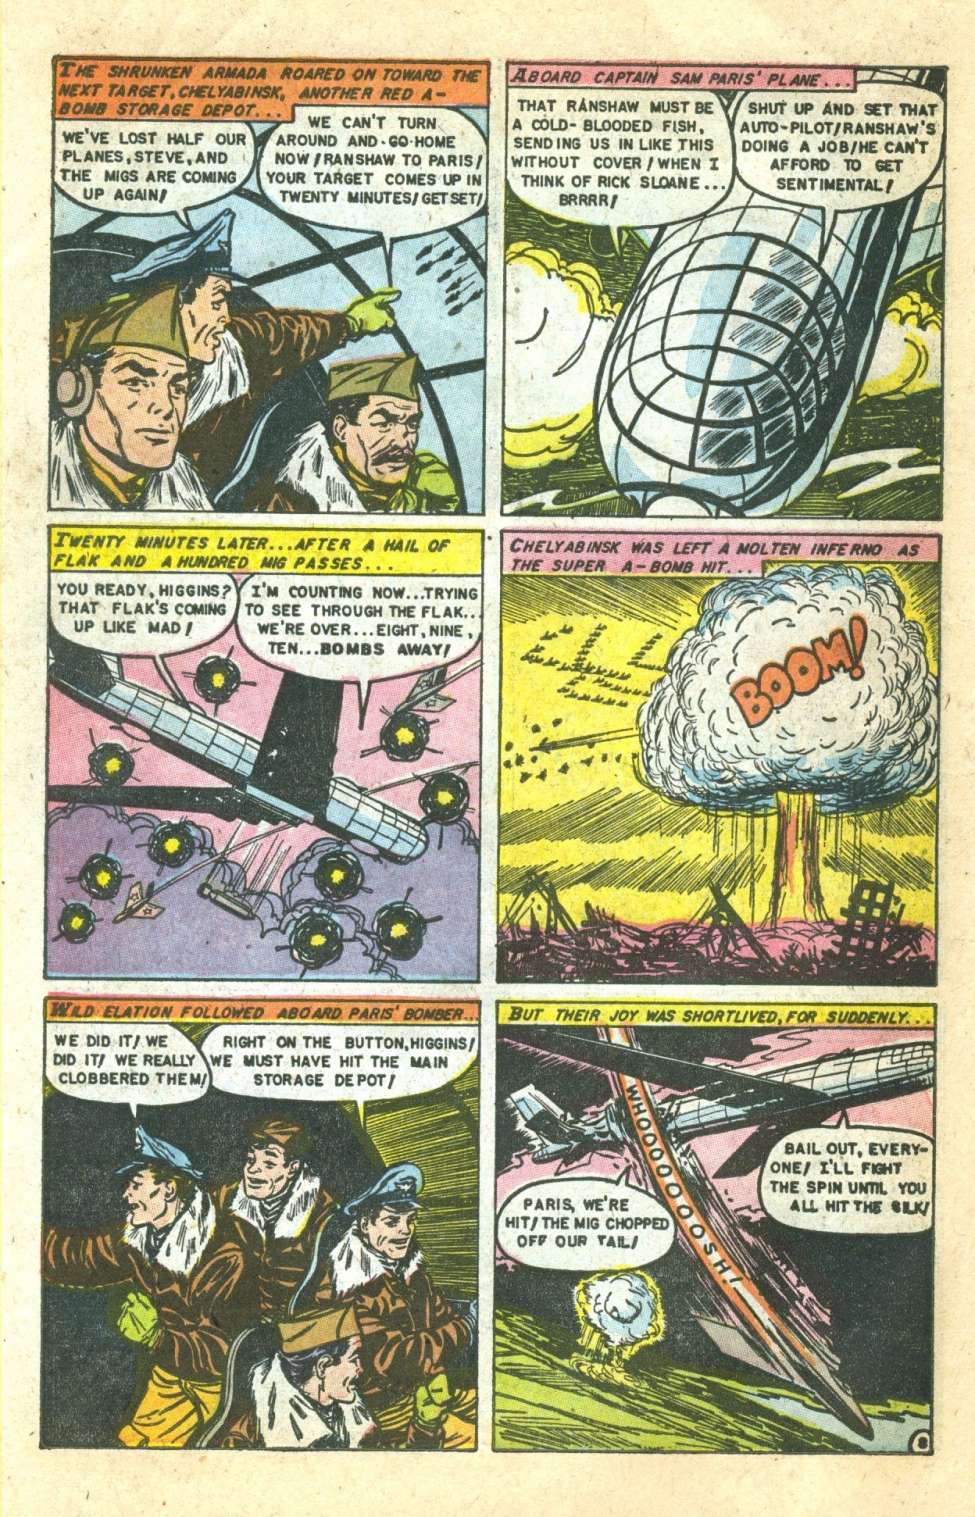 THE SHRUNKEN ARMADA ROARED ON TOWARD THE
NEXT TARGET, CHELYABINSK, ANOTHER RED A-
BOMB STORAGE DEPOT...
WE'VE LOST HALF OUR
PLANES, STEVE, AND
THE MIGS ARE COMING
UP AGAIN!
WE CAN'T TURN
AROUND AND GO HOME
NOW! RANSHAW TO PARIS!
YOUR TARGET COMES UP IN
TWENTY MINUTES! GET SET!
ABOARD CAPTAIN SAM PARIS' PLANE...
THAT RANSHAW MUST BE
A COLD-BLOODED FISH,
SENDING US IN LIKE THIS
WITHOUT COVER! WHEN I
THINK OF RICK SLOANE...
BRRRR!
SHUT UP AND SET THAT
AUTO-PILOT! RANSHAW'S
DOING A JOB! HE CAN'T
AFFORD TO GET
SENTIMENTAL!
TWENTY MINUTES LATER...AFTER A HAIL OF
FLAK AND A HUNDRED MIG PASSES...
YOU READY, HIGGINS?
THAT FLAK'S COMING
UP LIKE MAD!
I'M COUNTING NOW...TRYING
TO SEE THROUGH THE FLAK...
WE'RE OVER...EIGHT, NINE,
TEN...BOMBS AWAY!
CHELYABINSK WAS LEFT A MOLTEN INFERNO AS
THE SUPER A-BOMB HIT...
BOOM!
WILD ELATION FOLLOWED ABOARD PARIS' BOMBER...
WE DID IT! WE
DID IT! WE REALLY
CLOBBERED THEM!
RIGHT ON THE BUTTON, HIGGINS!
WE MUST HAVE HIT THE MAIN
STORAGE DEPOT!
BUT THEIR JOY WAS SHORTLIVED, FOR SUDDENLY...
WHOOOOOOOOSH!
BAIL OUT, EVERY-
ONE! I'LL FIGHT
THE SPIN UNTIL YOU
ALL HIT THE SILK!
PARIS, WE'RE
HIT! THE MIG CHOPPED
OFF OUR TAIL!